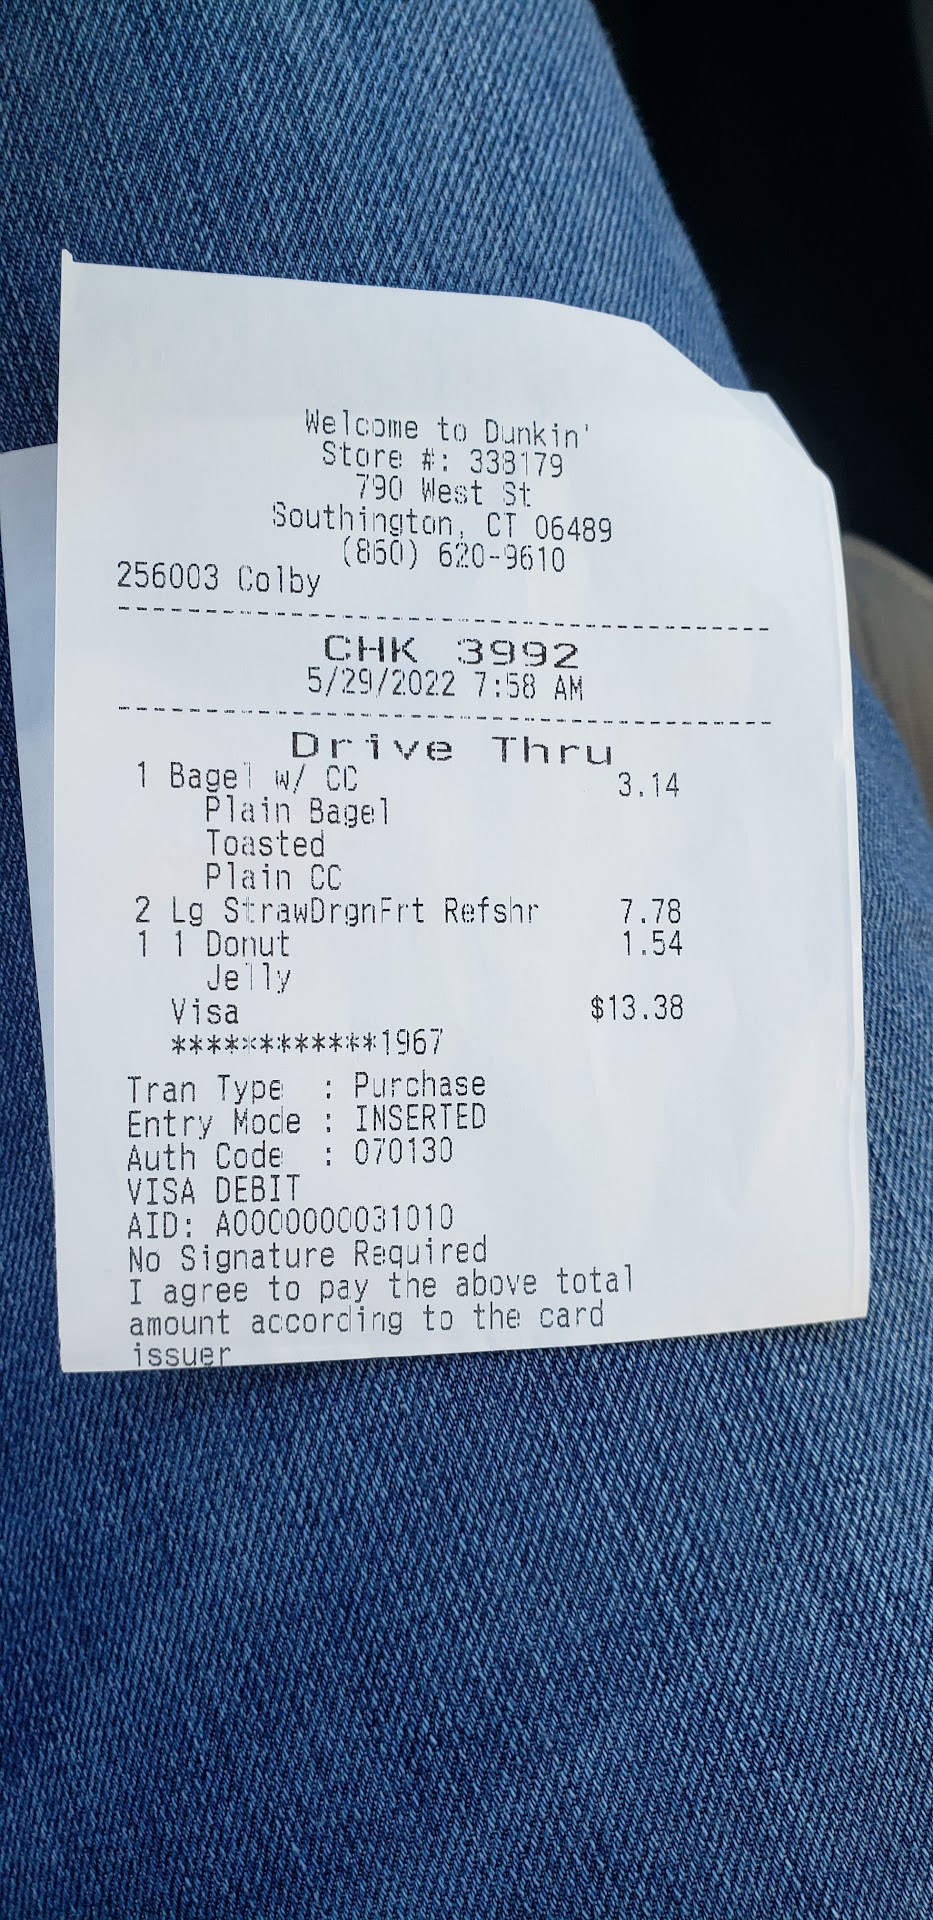 Welcome to Dunkin'
Store #: 338179
790 West St
Southington, CT 06489
(860) 620-9610
256003 Colby
CHK 3992
5/29/2022 7:58 AM
Drive Thru
1 Bagel w/ CC 3.14
Plain Bagel
Toasted
Plain CC
2 Lg StrawDrgnFrt Refshr 7.78
1 1 Donut 1.54
Jelly
Visa $13.38
************1967
Tran Type : Purchase
Entry Mode : INSERTED
Auth Code : 070130
VISA DEBIT
AID: A0000000031010
No Signature Required
I agree to pay the above total
amount according to the card
issuer